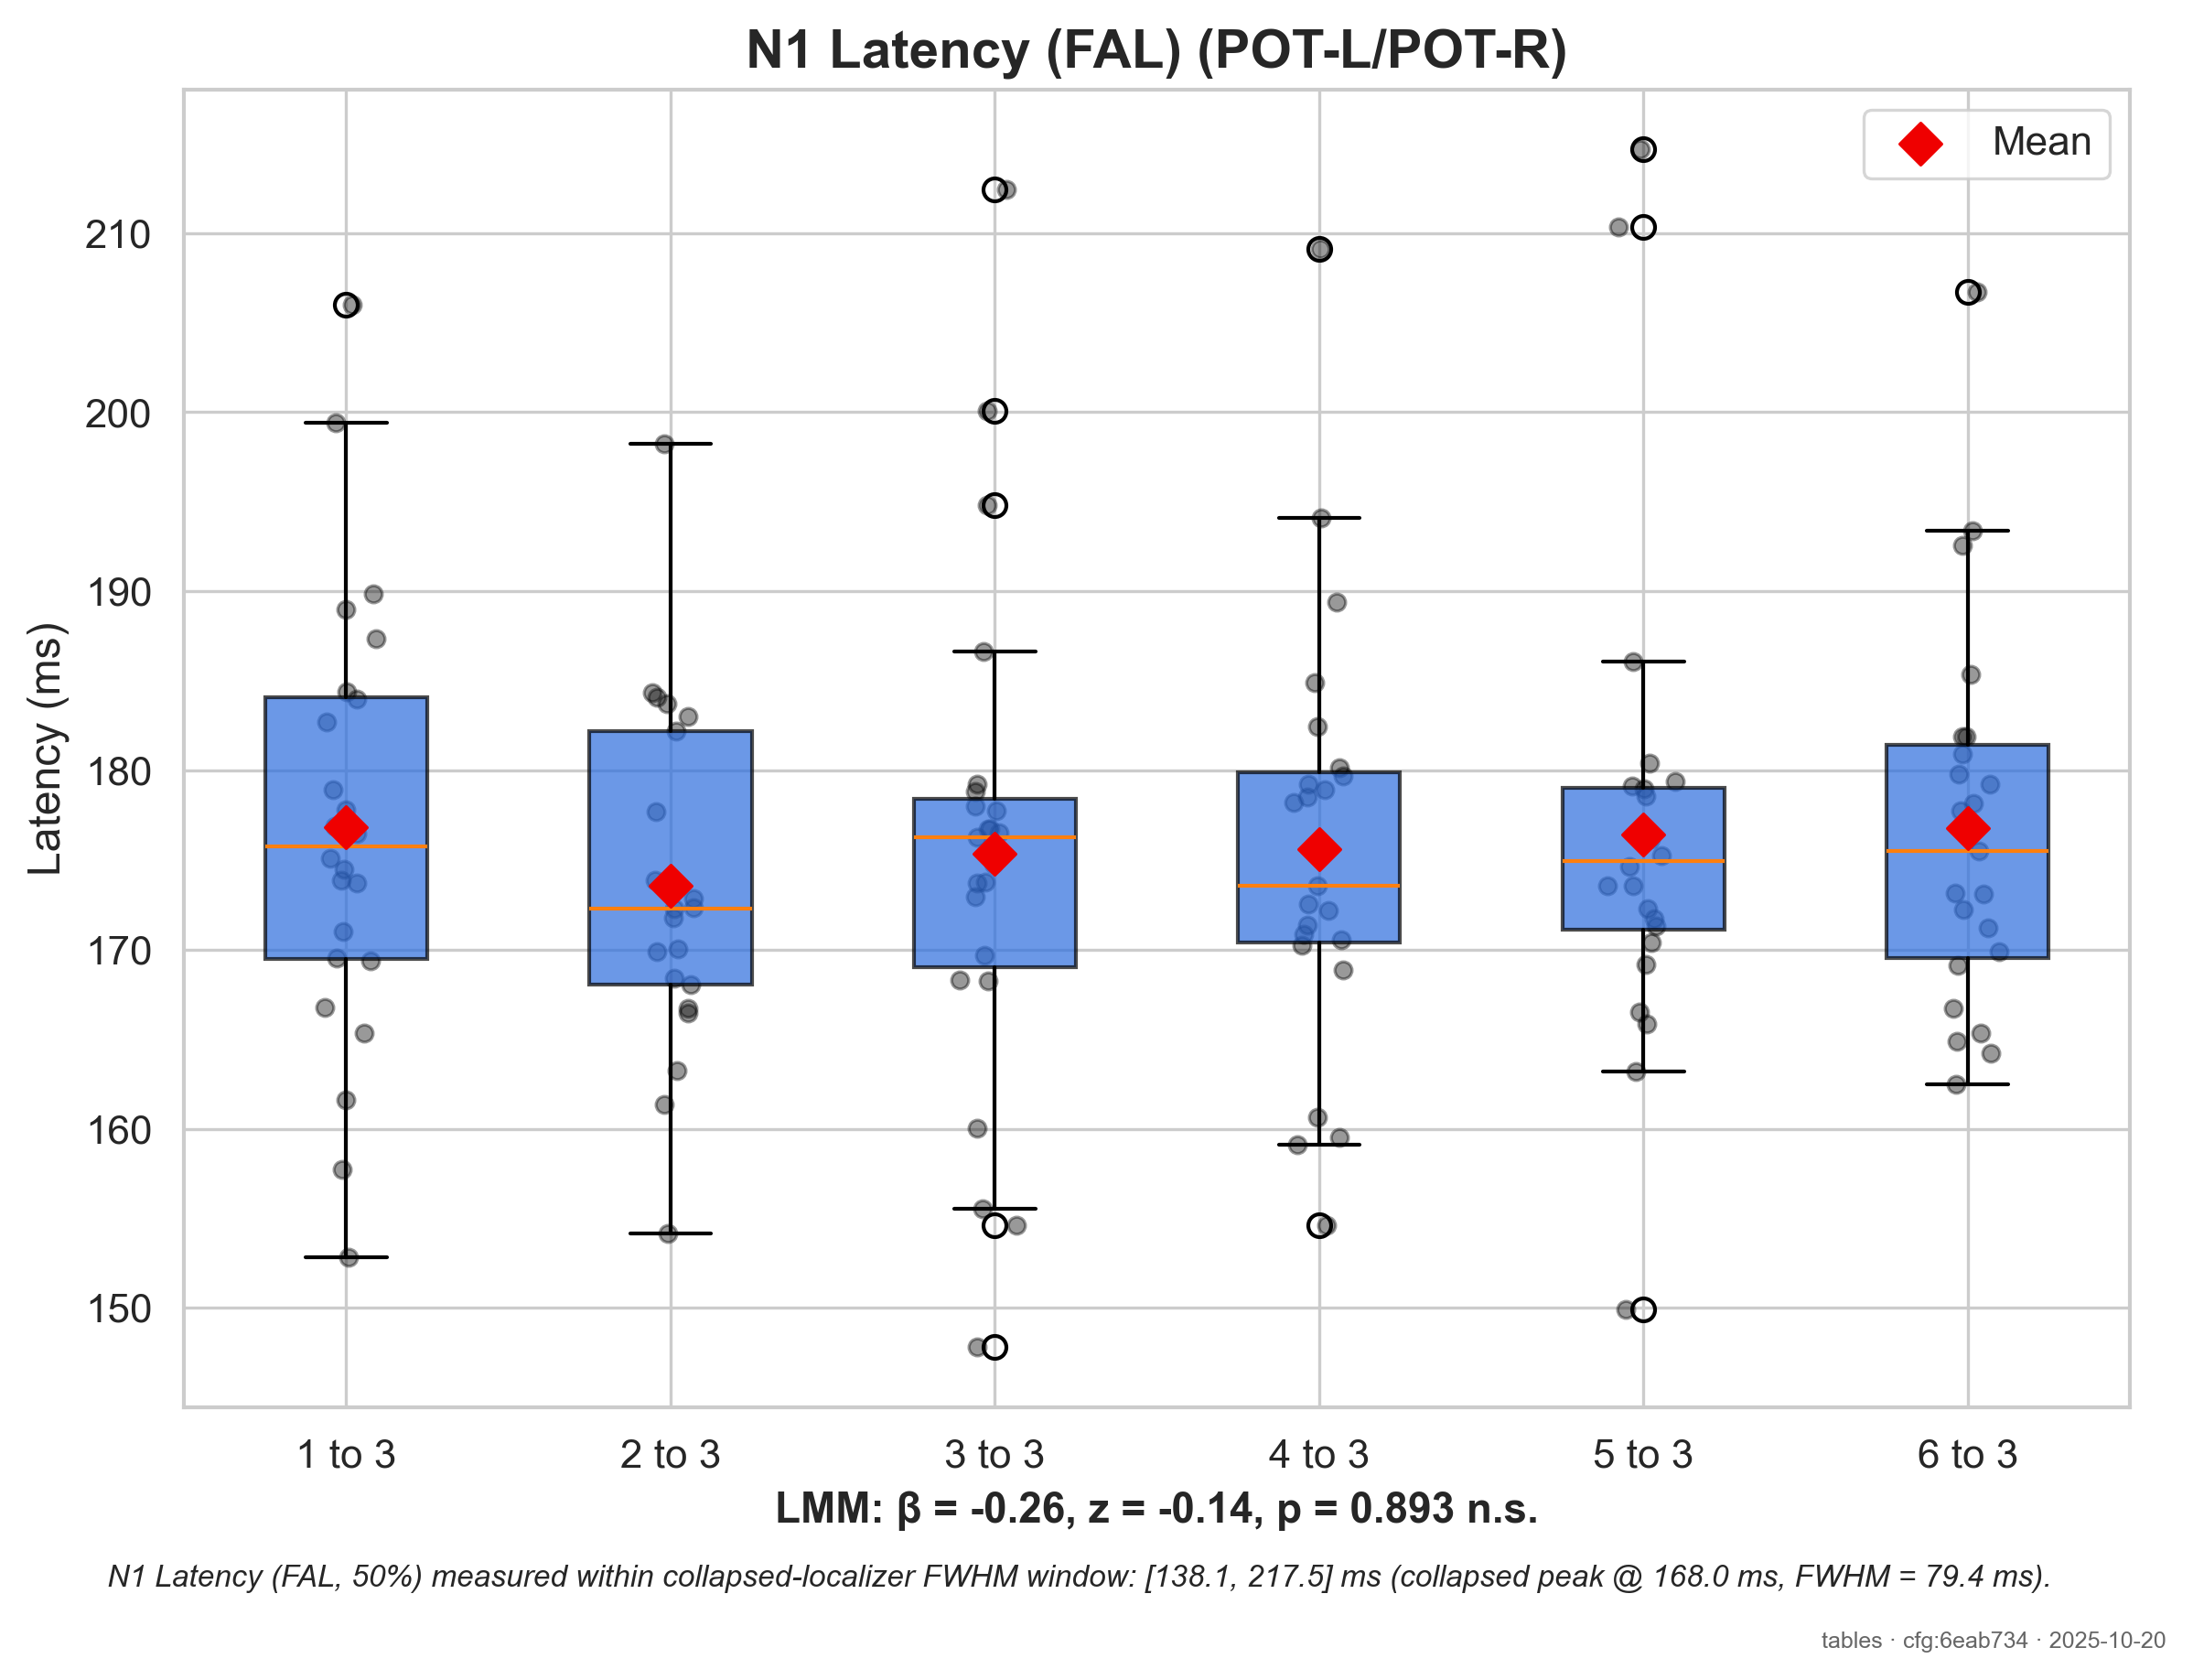 N1 Latency (FAL) (POT-L/POT-R)
Mean
Latency (ms)
210
200
190
180
170
160
150
1 to 3 2 to 3 3 to 3 4 to 3 5 to 3 6 to 3
LMM: β = -0.26, z = -0.14, p = 0.893 n.s.
N1 Latency (FAL, 50%) measured within collapsed-localizer FWHM window: [138.1, 217.5] ms (collapsed peak @ 168.0 ms, FWHM = 79.4 ms).
tables · cfg:6eab734 · 2025-10-20